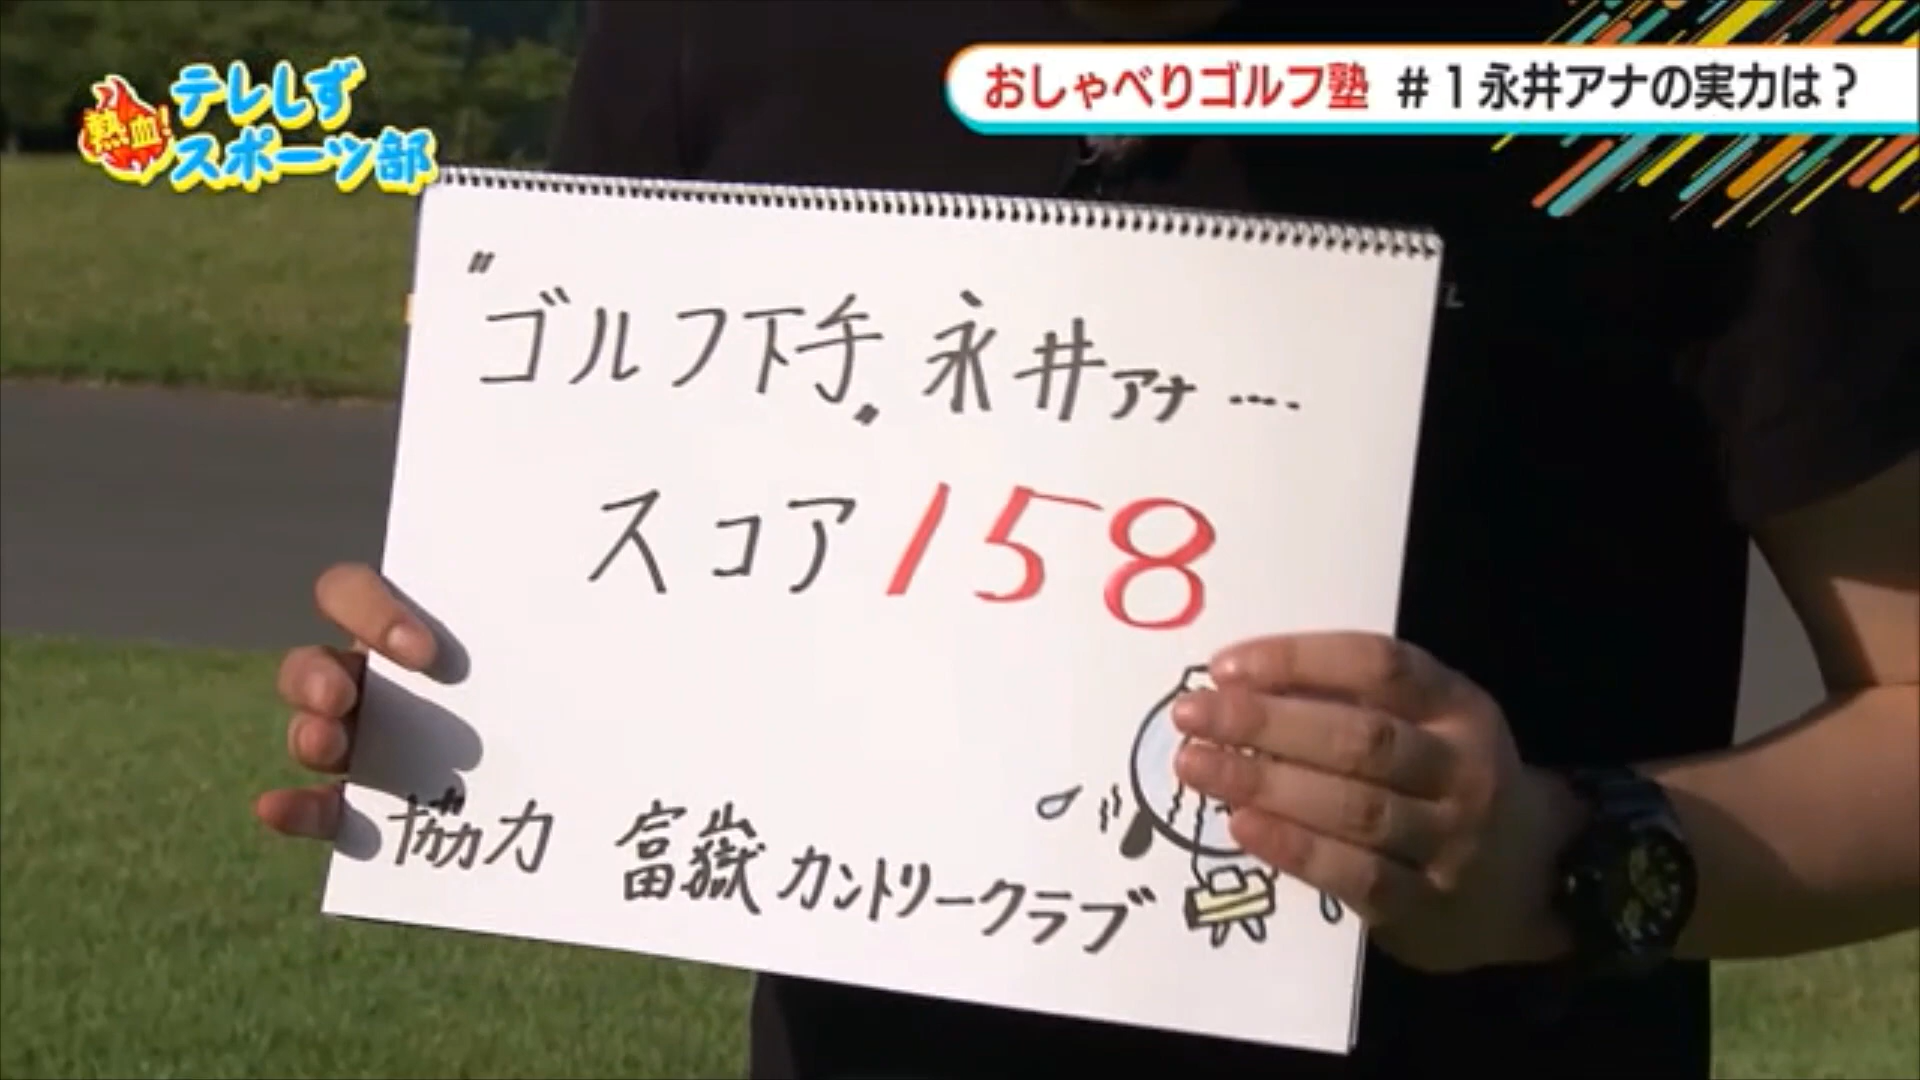 熱血!
テレしず
スポーツ部
おしゃべりゴルフ塾 #1永井アナの実力は?
"ゴルフ下手"永井アナ....
スコア158
協力 富嶽カントリークラブ